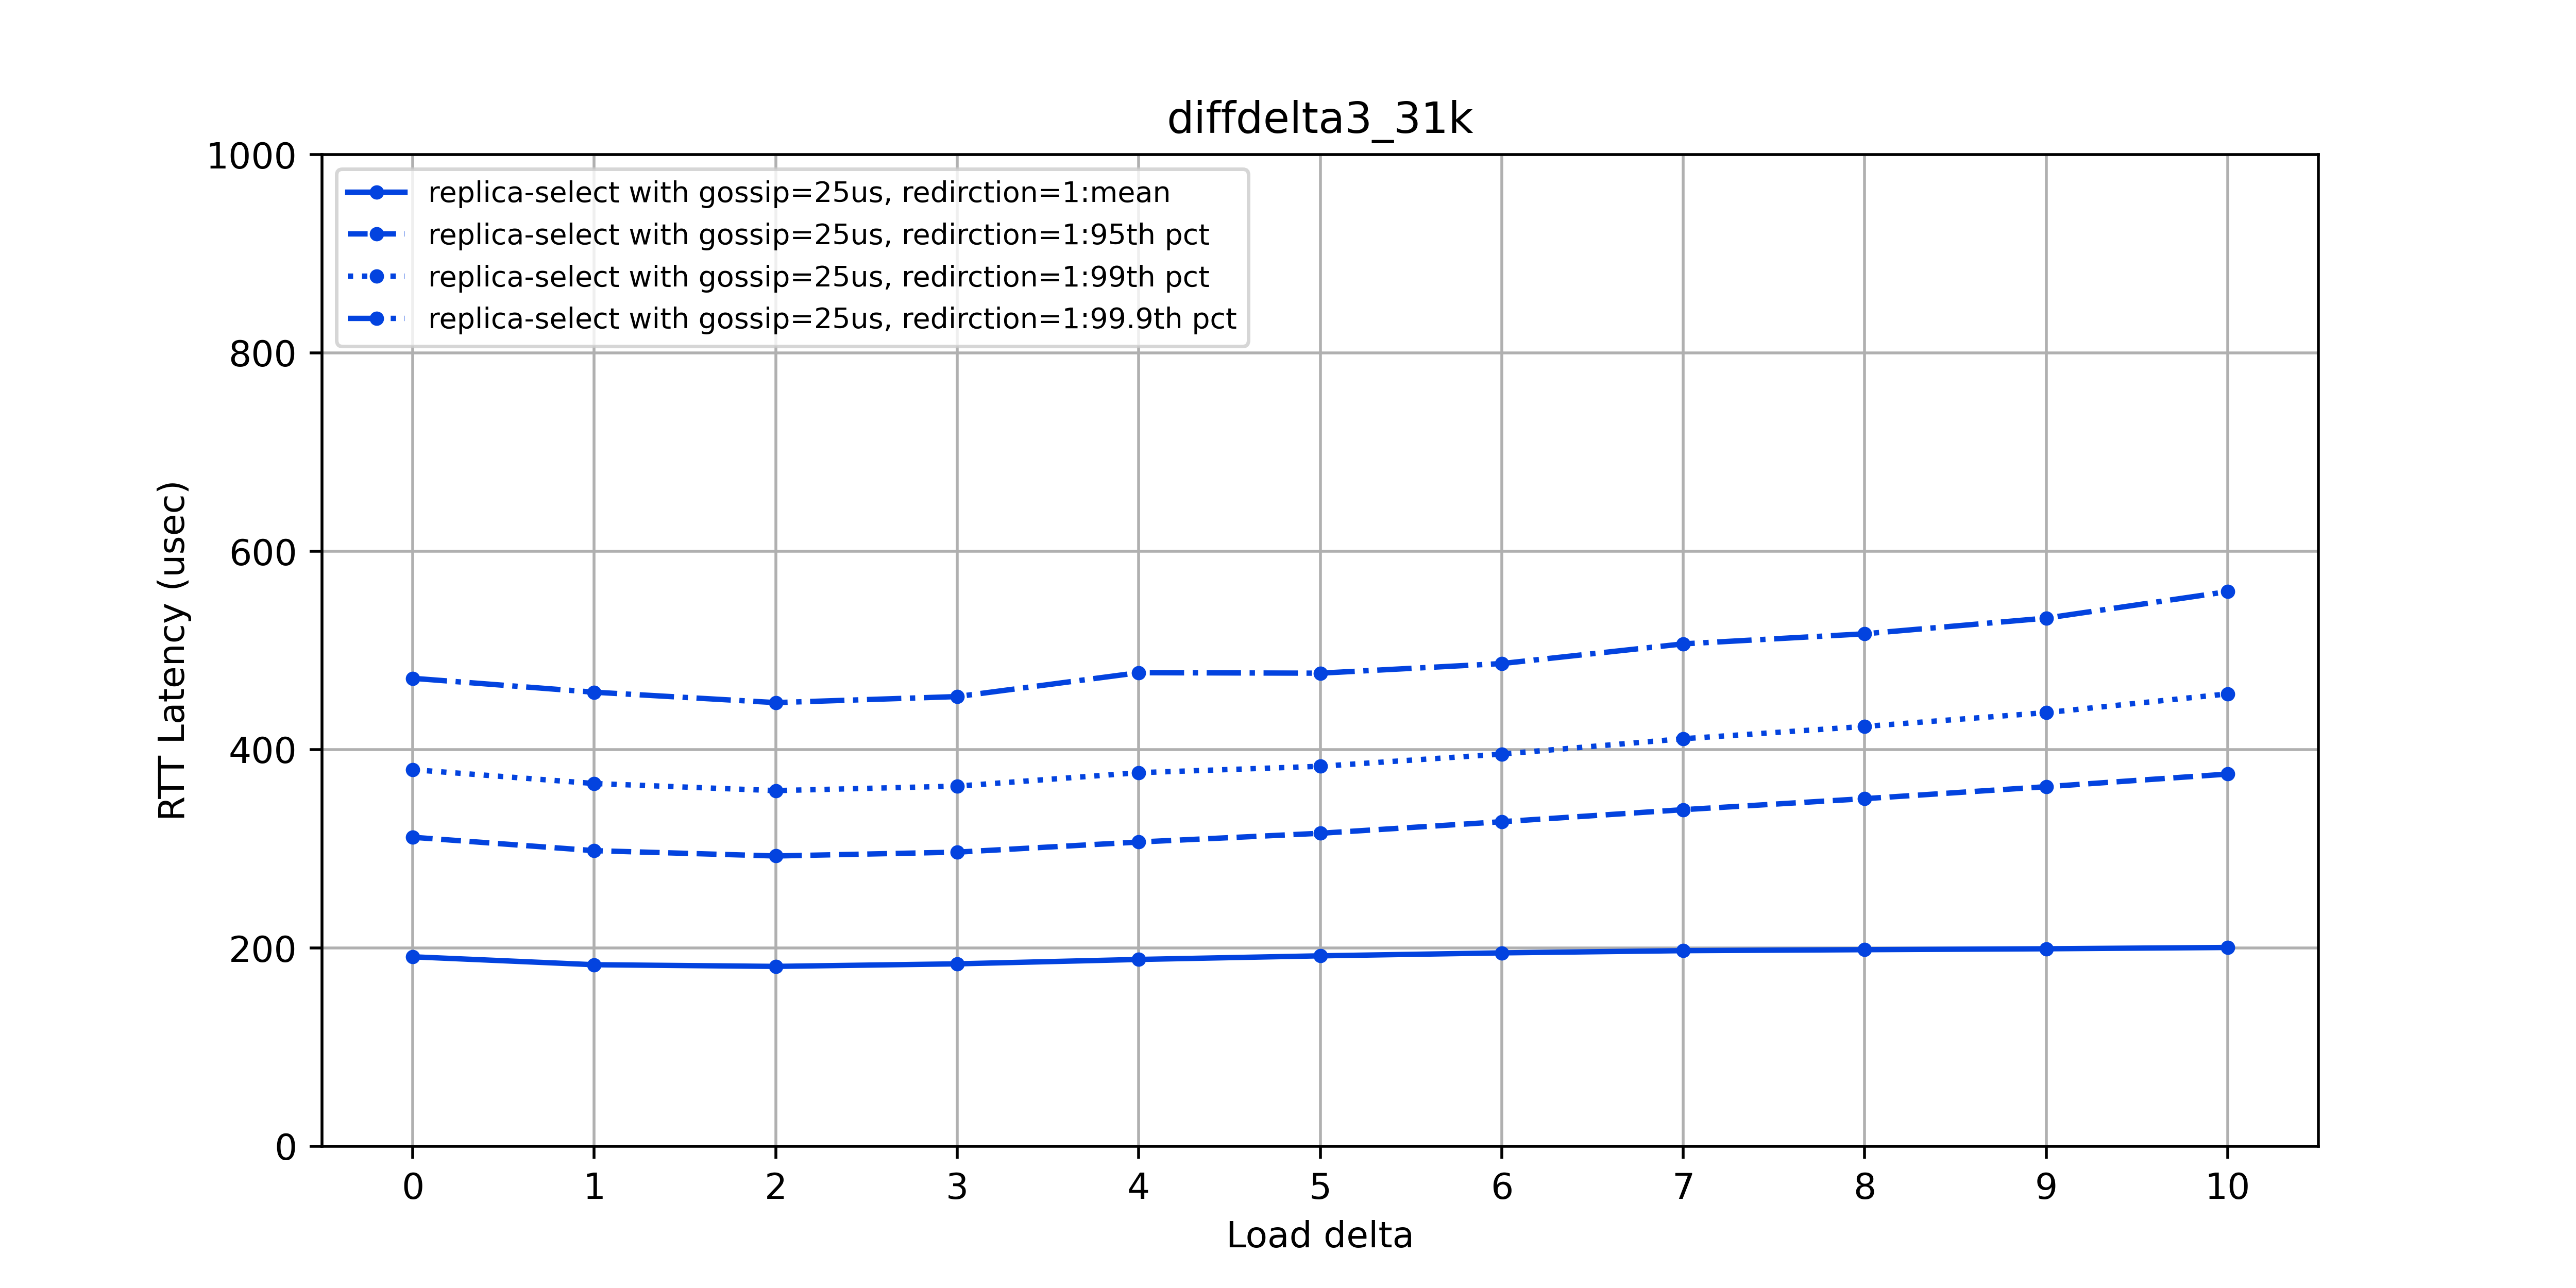 diffdelta3_31k
1000
800
600
400
200
0
RTT Latency (usec)
replica-select with gossip=25us, redirction=1:mean
replica-select with gossip=25us, redirction=1:95th pct
replica-select with gossip=25us, redirction=1:99th pct
replica-select with gossip=25us, redirction=1:99.9th pct
0 1 2 3 4 5 6 7 8 9 10
Load delta